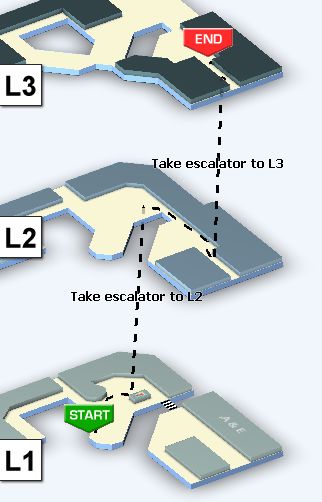 END
L3
Take escalator to L3
L2
Take escalator to L2
START
A&E
L1